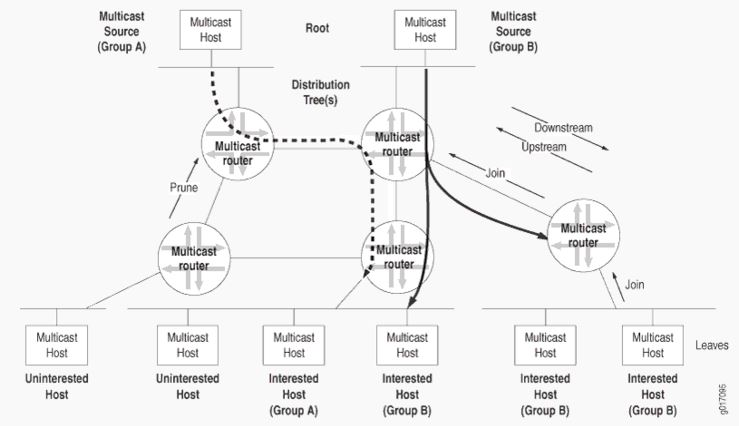 Multicast
Source
(Group A)
Multicast
Host
Root
Multicast
Host
Multicast
Source
(Group B)
Distribution
Tree(s)
Multicast
router
Multicast
router
Downstream
Upstream
Join
Prune
Multicast
router
Multicast
router
Multicast
router
Join
Multicast
Host
Multicast
Host
Multicast
Host
Multicast
Host
Multicast
Host
Multicast
Host
Leaves
Uninterested
Host
Uninterested
Host
Interested
Host
(Group A)
Interested
Host
(Group B)
Interested
Host
(Group B)
Interested
Host
(Group B)
g017095